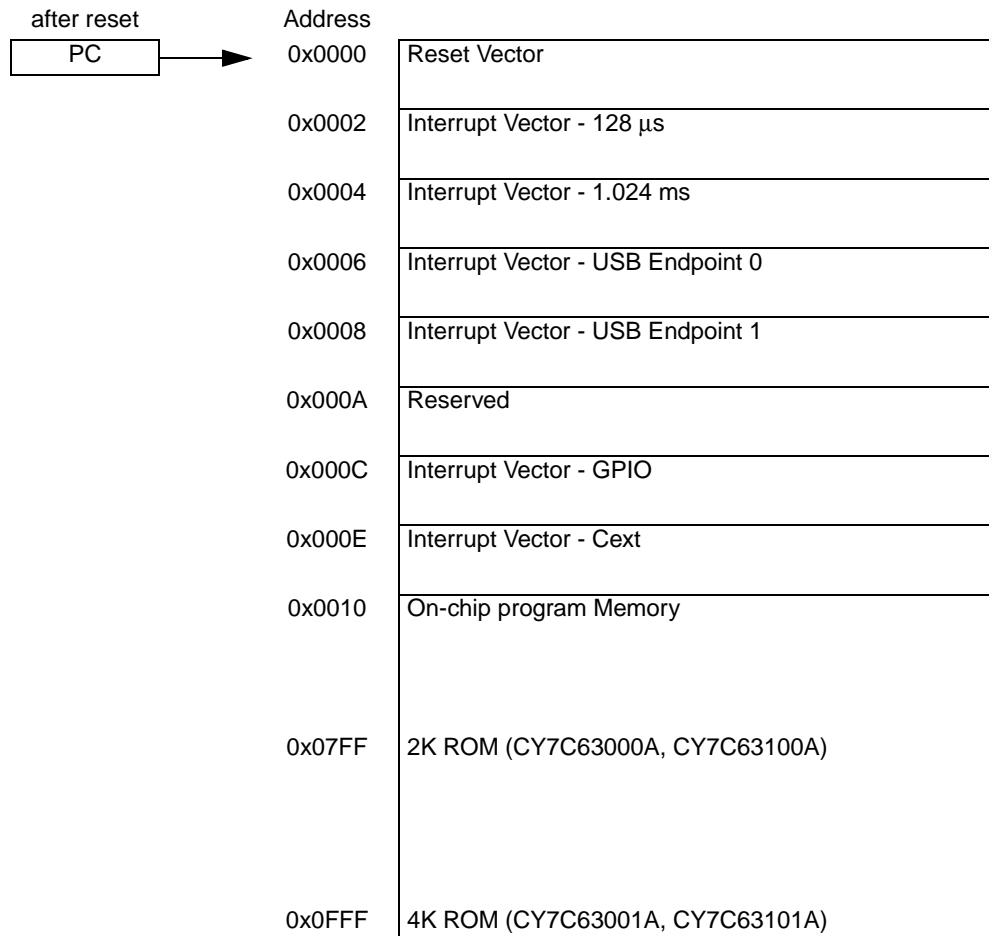 after reset Address
PC 0x0000 Reset Vector
0x0002 Interrupt Vector - 128 µs
0x0004 Interrupt Vector - 1.024 ms
0x0006 Interrupt Vector - USB Endpoint 0
0x0008 Interrupt Vector - USB Endpoint 1
0x000A Reserved
0x000C Interrupt Vector - GPIO
0x000E Interrupt Vector - Cext
0x0010 On-chip program Memory
0x07FF 2K ROM (CY7C63000A, CY7C63100A)
0x0FFF 4K ROM (CY7C63001A, CY7C63101A)